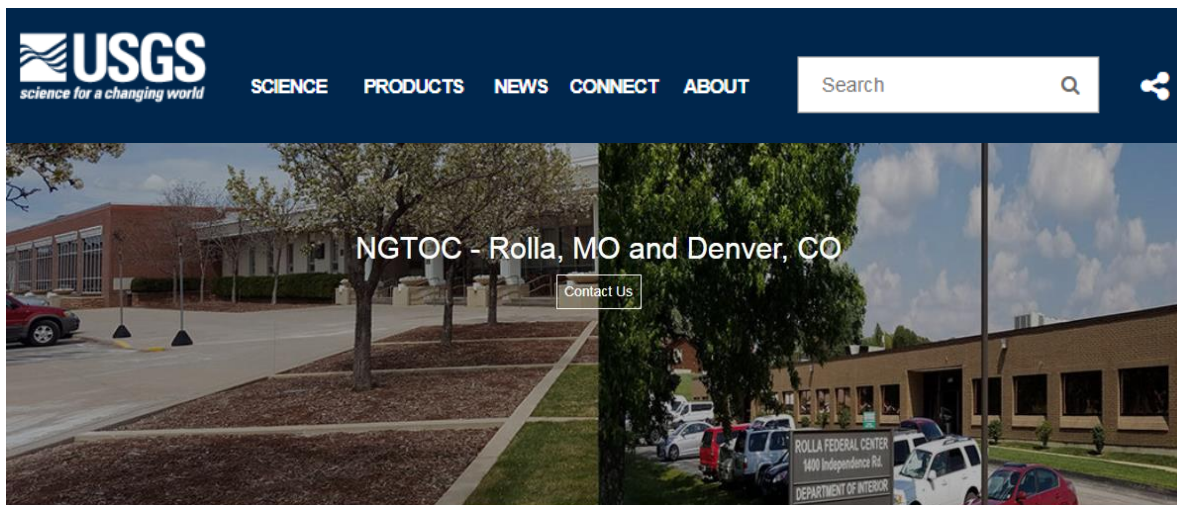 USGS
science for a changing world
SCIENCE PRODUCTS NEWS CONNECT ABOUT
Search
NGTOC - Rolla, MO and Denver, CO
Contact Us
ROLLA FEDERAL CENTER
1400 Independence Rd.
DEPARTMENT OF INTERIOR